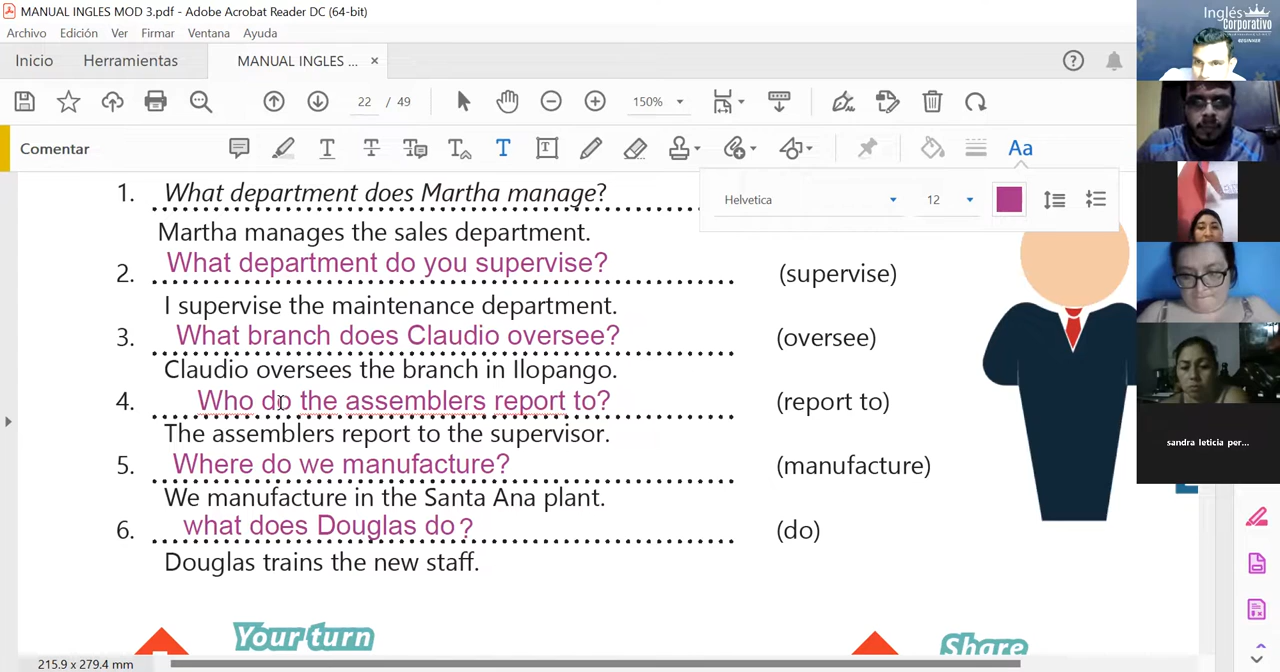 MANUAL INGLES MOD 3.pdf - Adobe Acrobat Reader DC (64-bit)
Archivo Edición Ver Firmar Ventana Ayuda
Inicio Herramientas MANUAL INGLES ... ×
22 / 49 150%
Comentar
Helvetica 12
Aa
1. What department does Martha manage?
Martha manages the sales department.
2. What department do you supervise? (supervise)
I supervise the maintenance department.
3. What branch does Claudio oversee? (oversee)
Claudio oversees the branch in Ilopango.
4. Who do the assemblers report to? (report to)
The assemblers report to the supervisor.
5. Where do we manufacture? (manufacture)
We manufacture in the Santa Ana plant.
6. what does Douglas do? (do)
Douglas trains the new staff.
Your turn Share
215.9 x 279.4 mm
Inglés
Corporativo
BEGINNER
sandra leticia per...